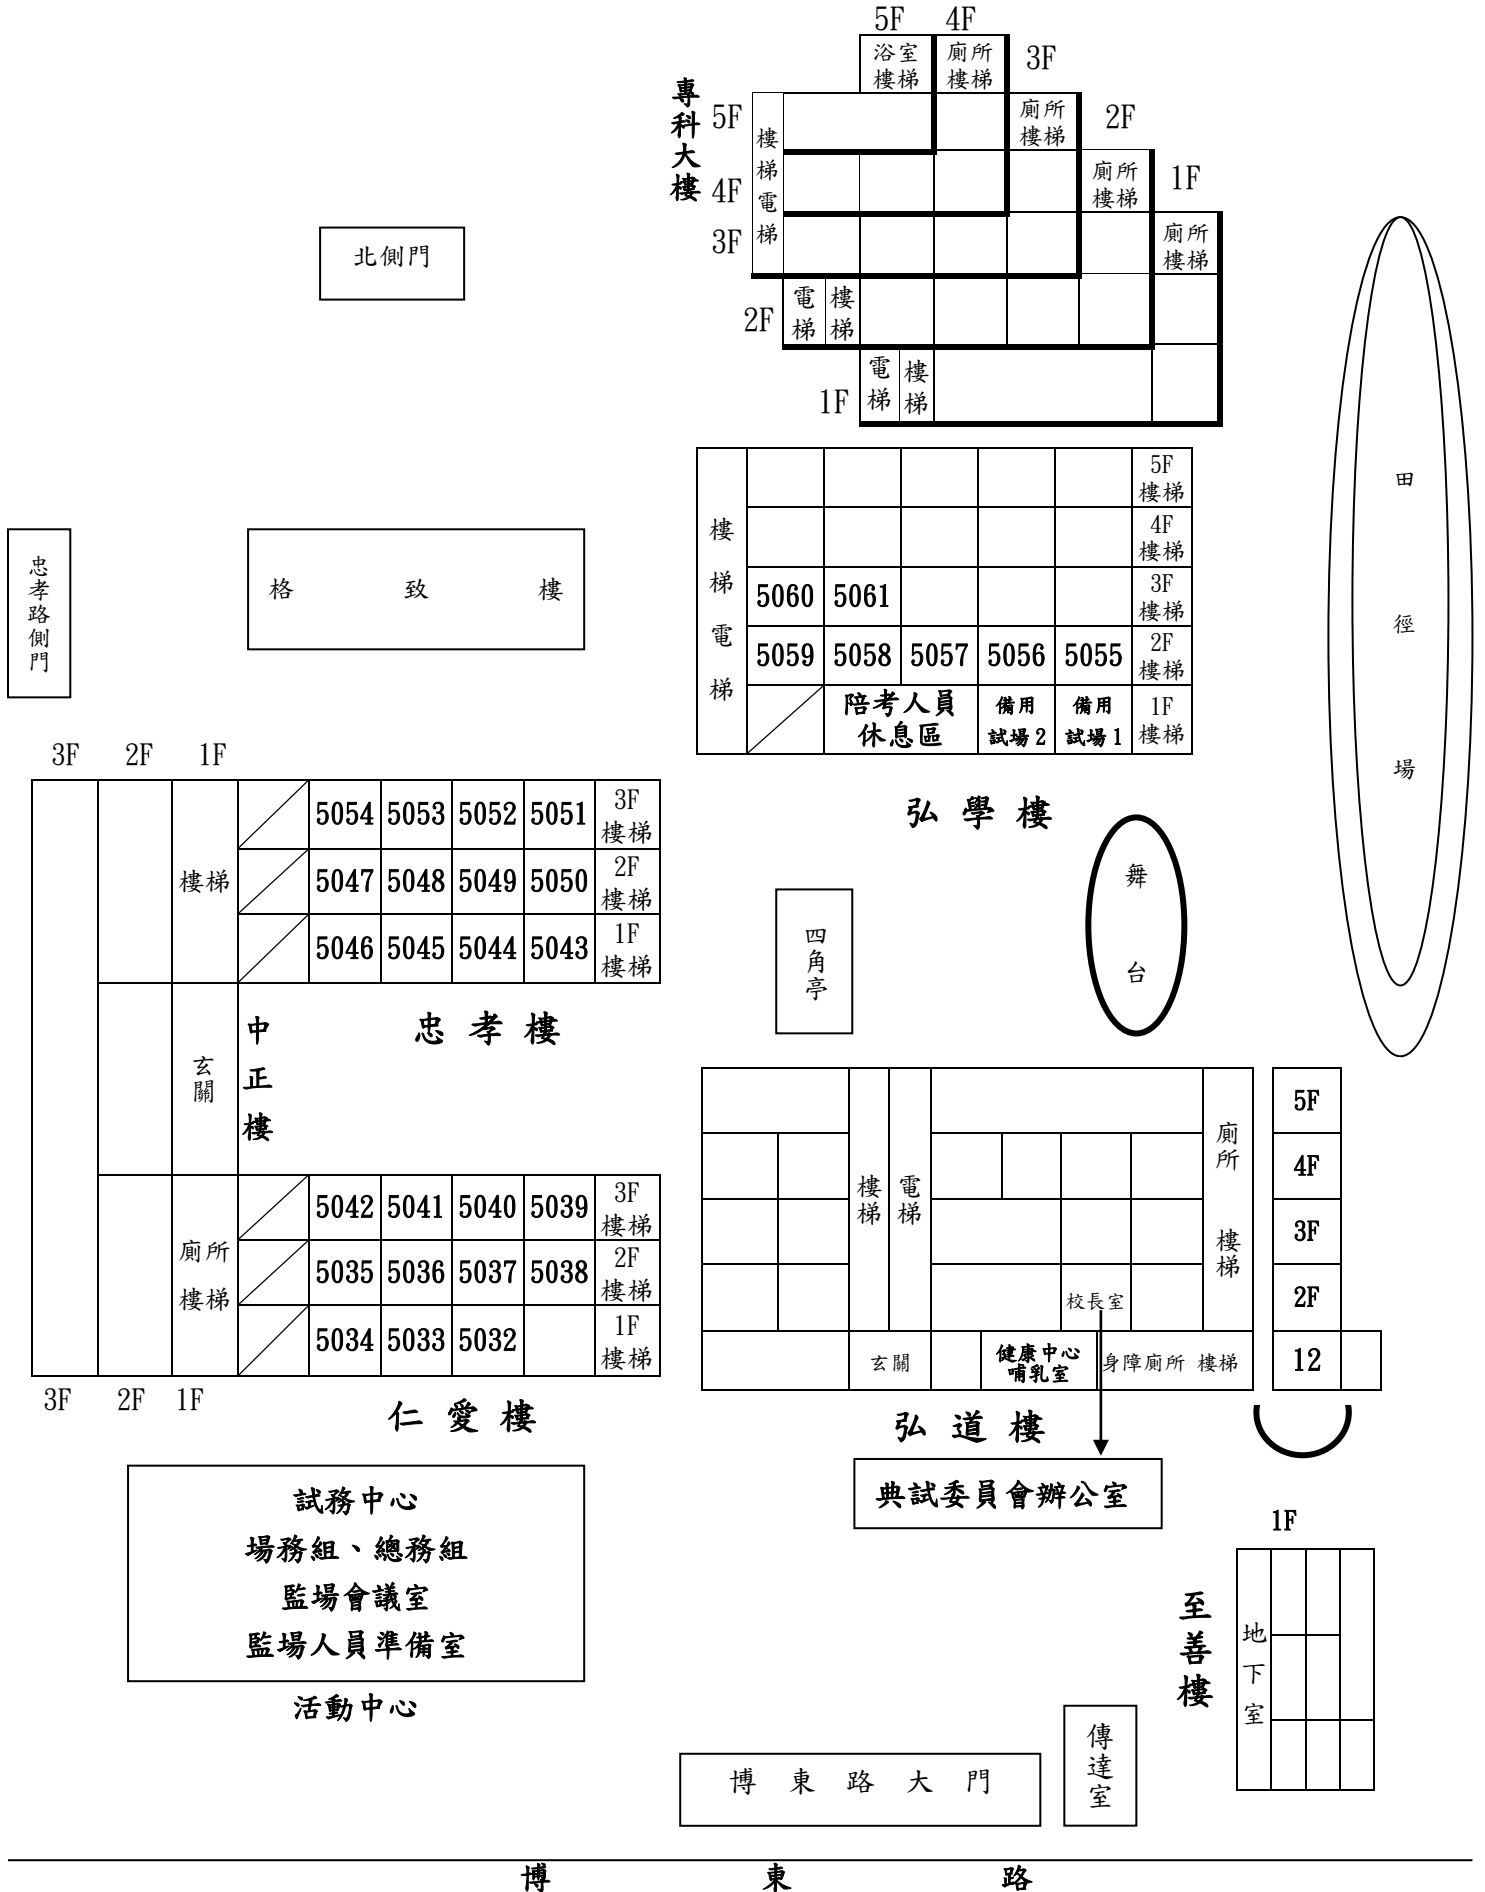 5F 4F
浴室 廁所 3F
樓梯 樓梯
專科大樓
5F 廁所 2F
樓梯
樓梯電梯
4F 廁所 1F
樓梯
3F 廁所
樓梯
北側門
2F 電梯 樓梯
1F 電梯 樓梯
樓梯電梯
5F
樓梯
4F
樓梯
5060 5061 3F
樓梯
5059 5058 5057 5056 5055 2F
樓梯
陪考人員 備用 備用 1F
休息區 試場2 試場1 樓梯
弘學樓
田徑場
忠孝路側門
格致樓
3F 2F 1F
樓梯
5054 5053 5052 5051 3F
樓梯
5047 5048 5049 5050 2F
樓梯
5046 5045 5044 5043 1F
樓梯
忠孝樓
玄關
中正樓
四角亭
舞台
廁所
樓梯
5042 5041 5040 5039 3F
樓梯
5035 5036 5037 5038 2F
樓梯
5034 5033 5032 1F
樓梯
3F 2F 1F
仁愛樓
樓梯 電梯 廁所 樓梯
5F
4F
3F
校長室 2F
玄關 健康中心 身障廁所 樓梯 12
哺乳室
弘道樓
典試委員會辦公室
試務中心
場務組、總務組
監場會議室
監場人員準備室
活動中心
1F
至善樓
地下室
傳達室
博東路大門
博東路